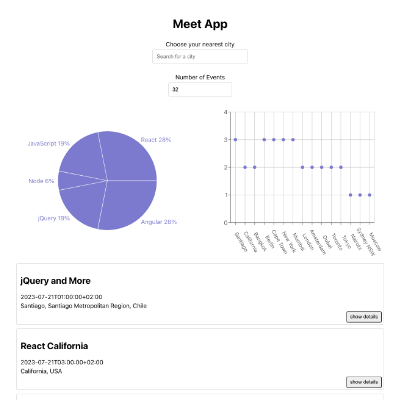 Meet App
Choose your nearest city
Search for a city
Number of Events
32
JavaScript 19%
React 28%
Node 6%
jQuery 19%
Angular 28%
4
3
2
1
0
Santiago
California
Bangkok
Berlin
Cape Town
New York
Mumbai
London
Amsterdam
Dubai
Toronto
Tokyo
Nairobi
Sydney NSW
Moscow
jQuery and More
2023-07-21T01:00:00+02:00
Santiago, Santiago Metropolitan Region, Chile
show details
React California
2023-07-21T03:00:00+02:00
California, USA
show details